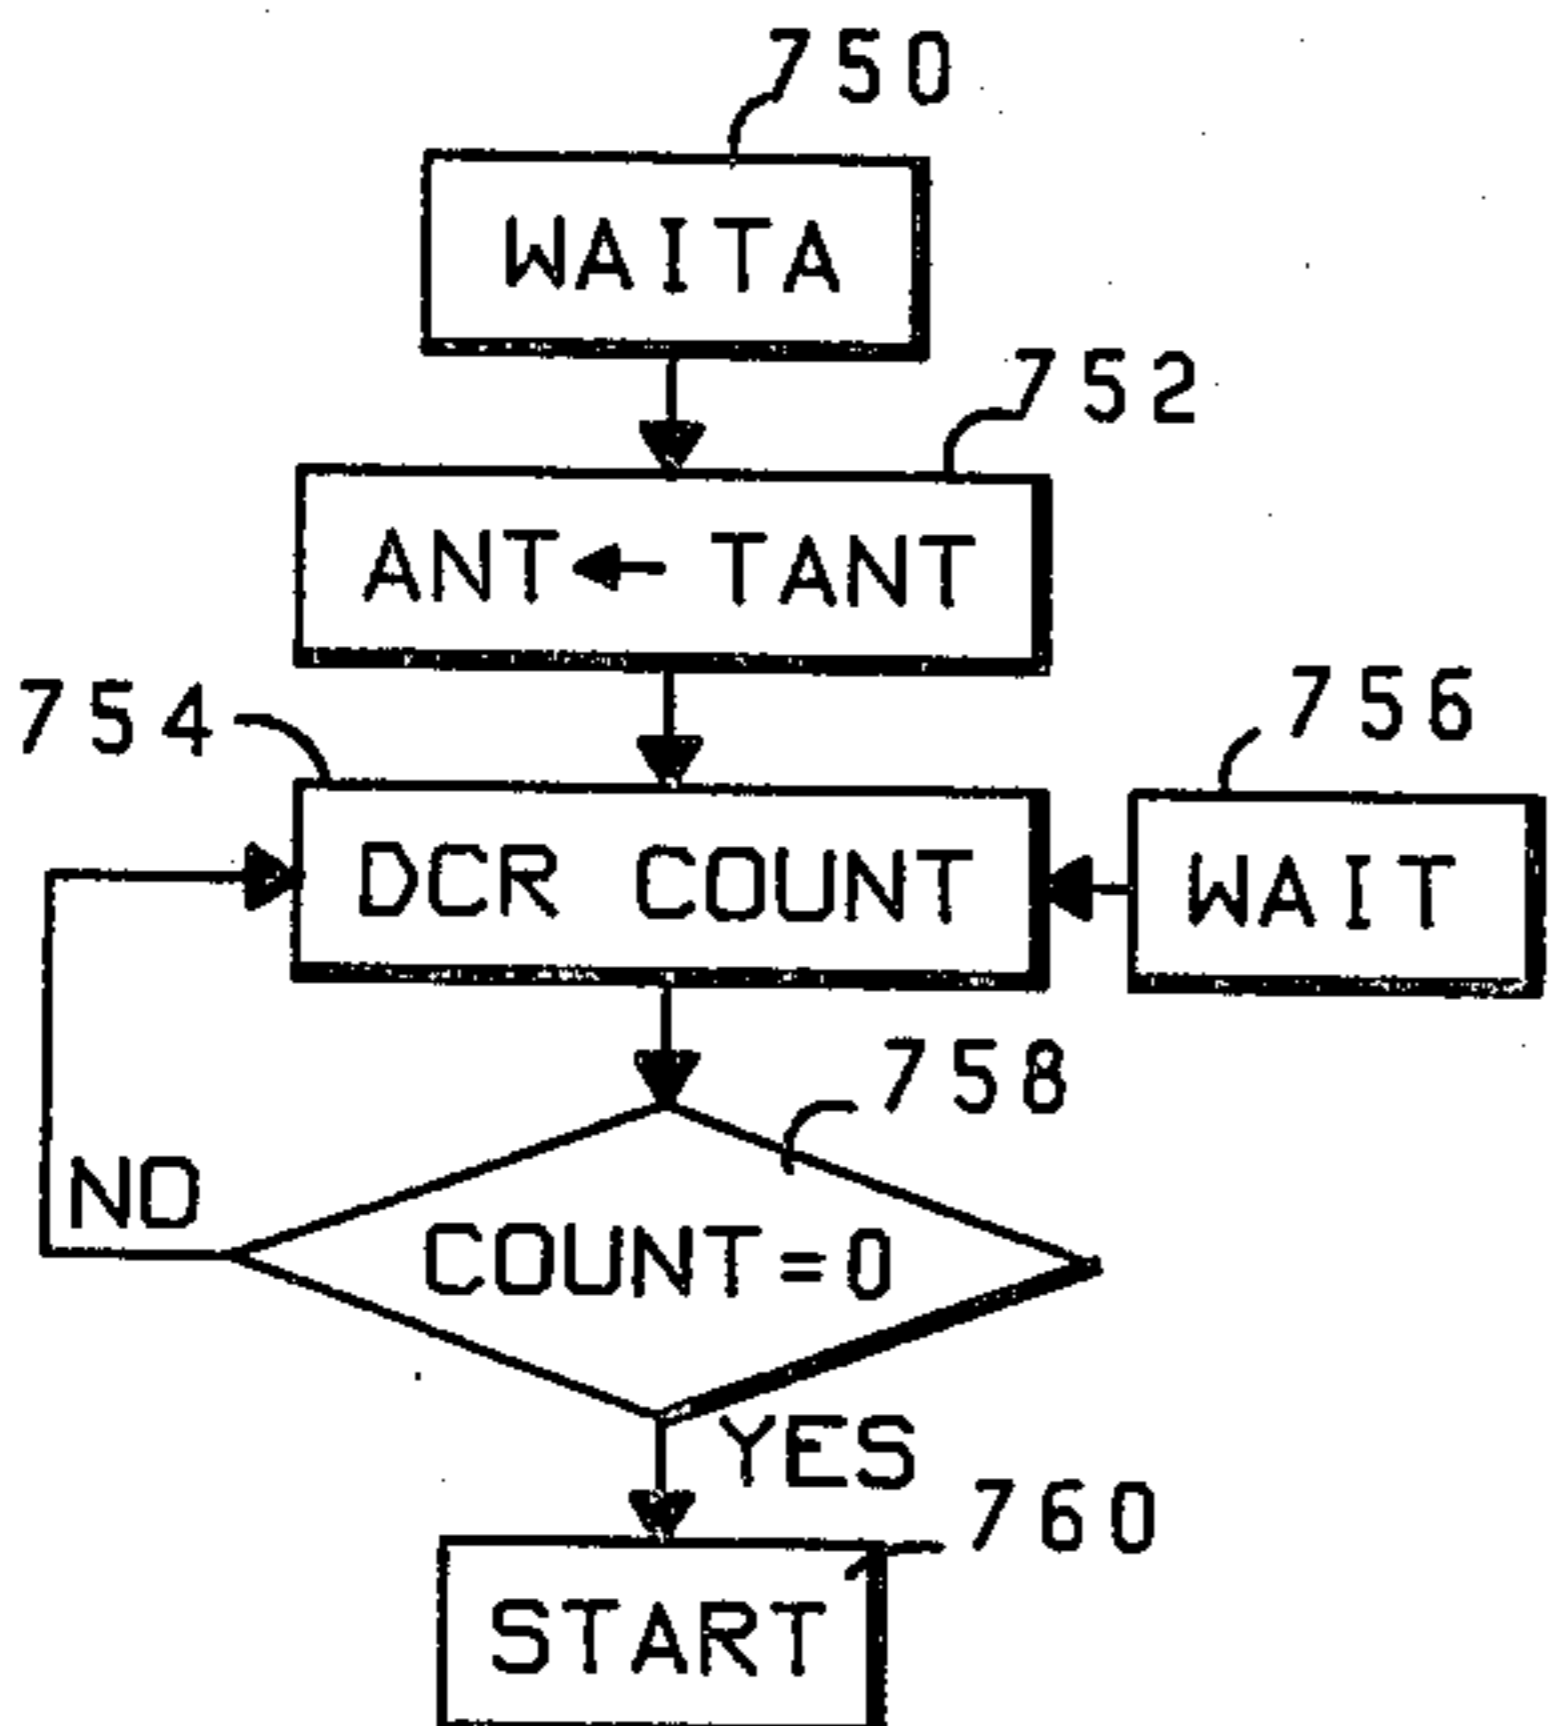 750
WAITA
752
ANT ← TANT
754
756
DCR COUNT
WAIT
758
NO
COUNT=0
YES
760
START